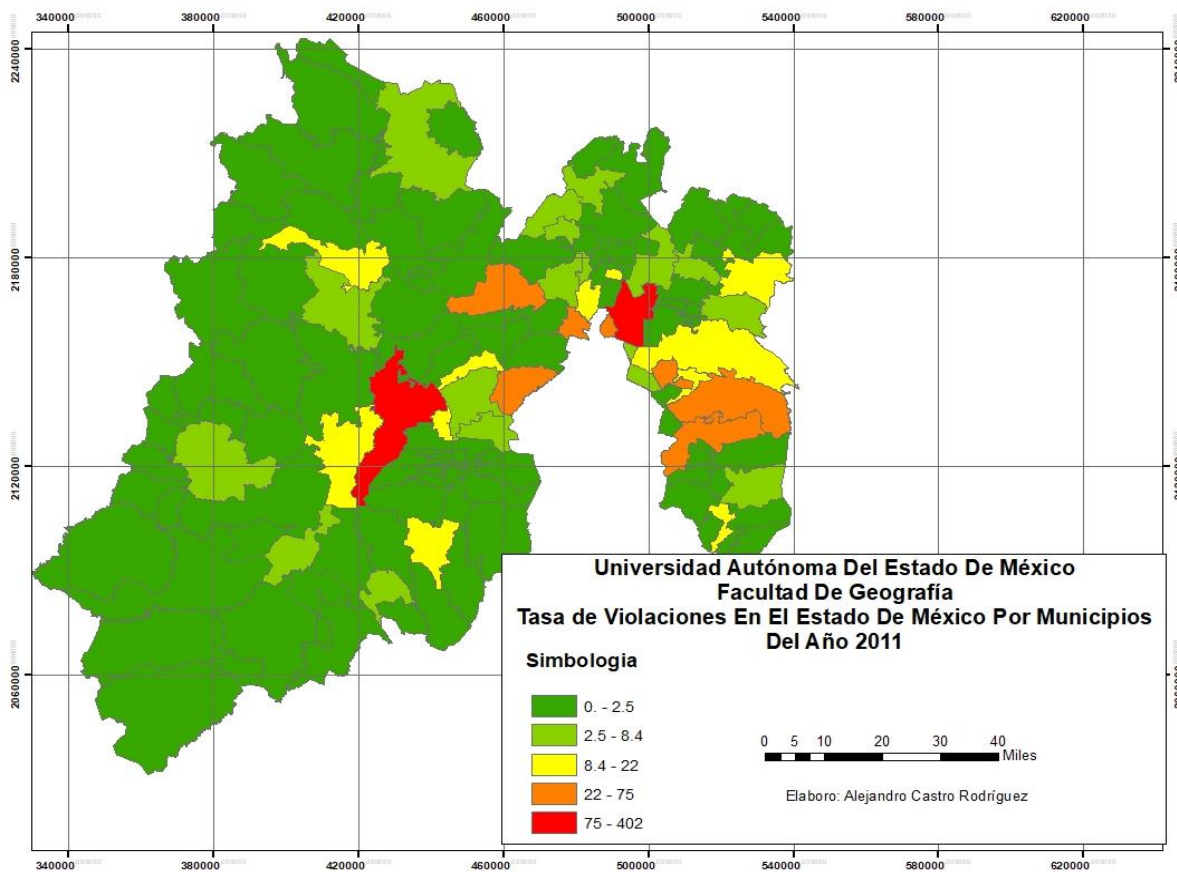 340000 380000 420000 460000 500000 540000 580000 620000
2240000
2180000
2120000
2060000
Universidad Autónoma Del Estado De México
Facultad De Geografía
Tasa de Violaciones En El Estado De México Por Municipios
Del Año 2011
Simbologia
0. - 2.5
2.5 - 8.4
8.4 - 22
22 - 75
75 - 402
0 5 10 20 30 40
Miles
Elaboro: Alejandro Castro Rodríguez
340000 380000 420000 460000 500000 540000 580000 620000